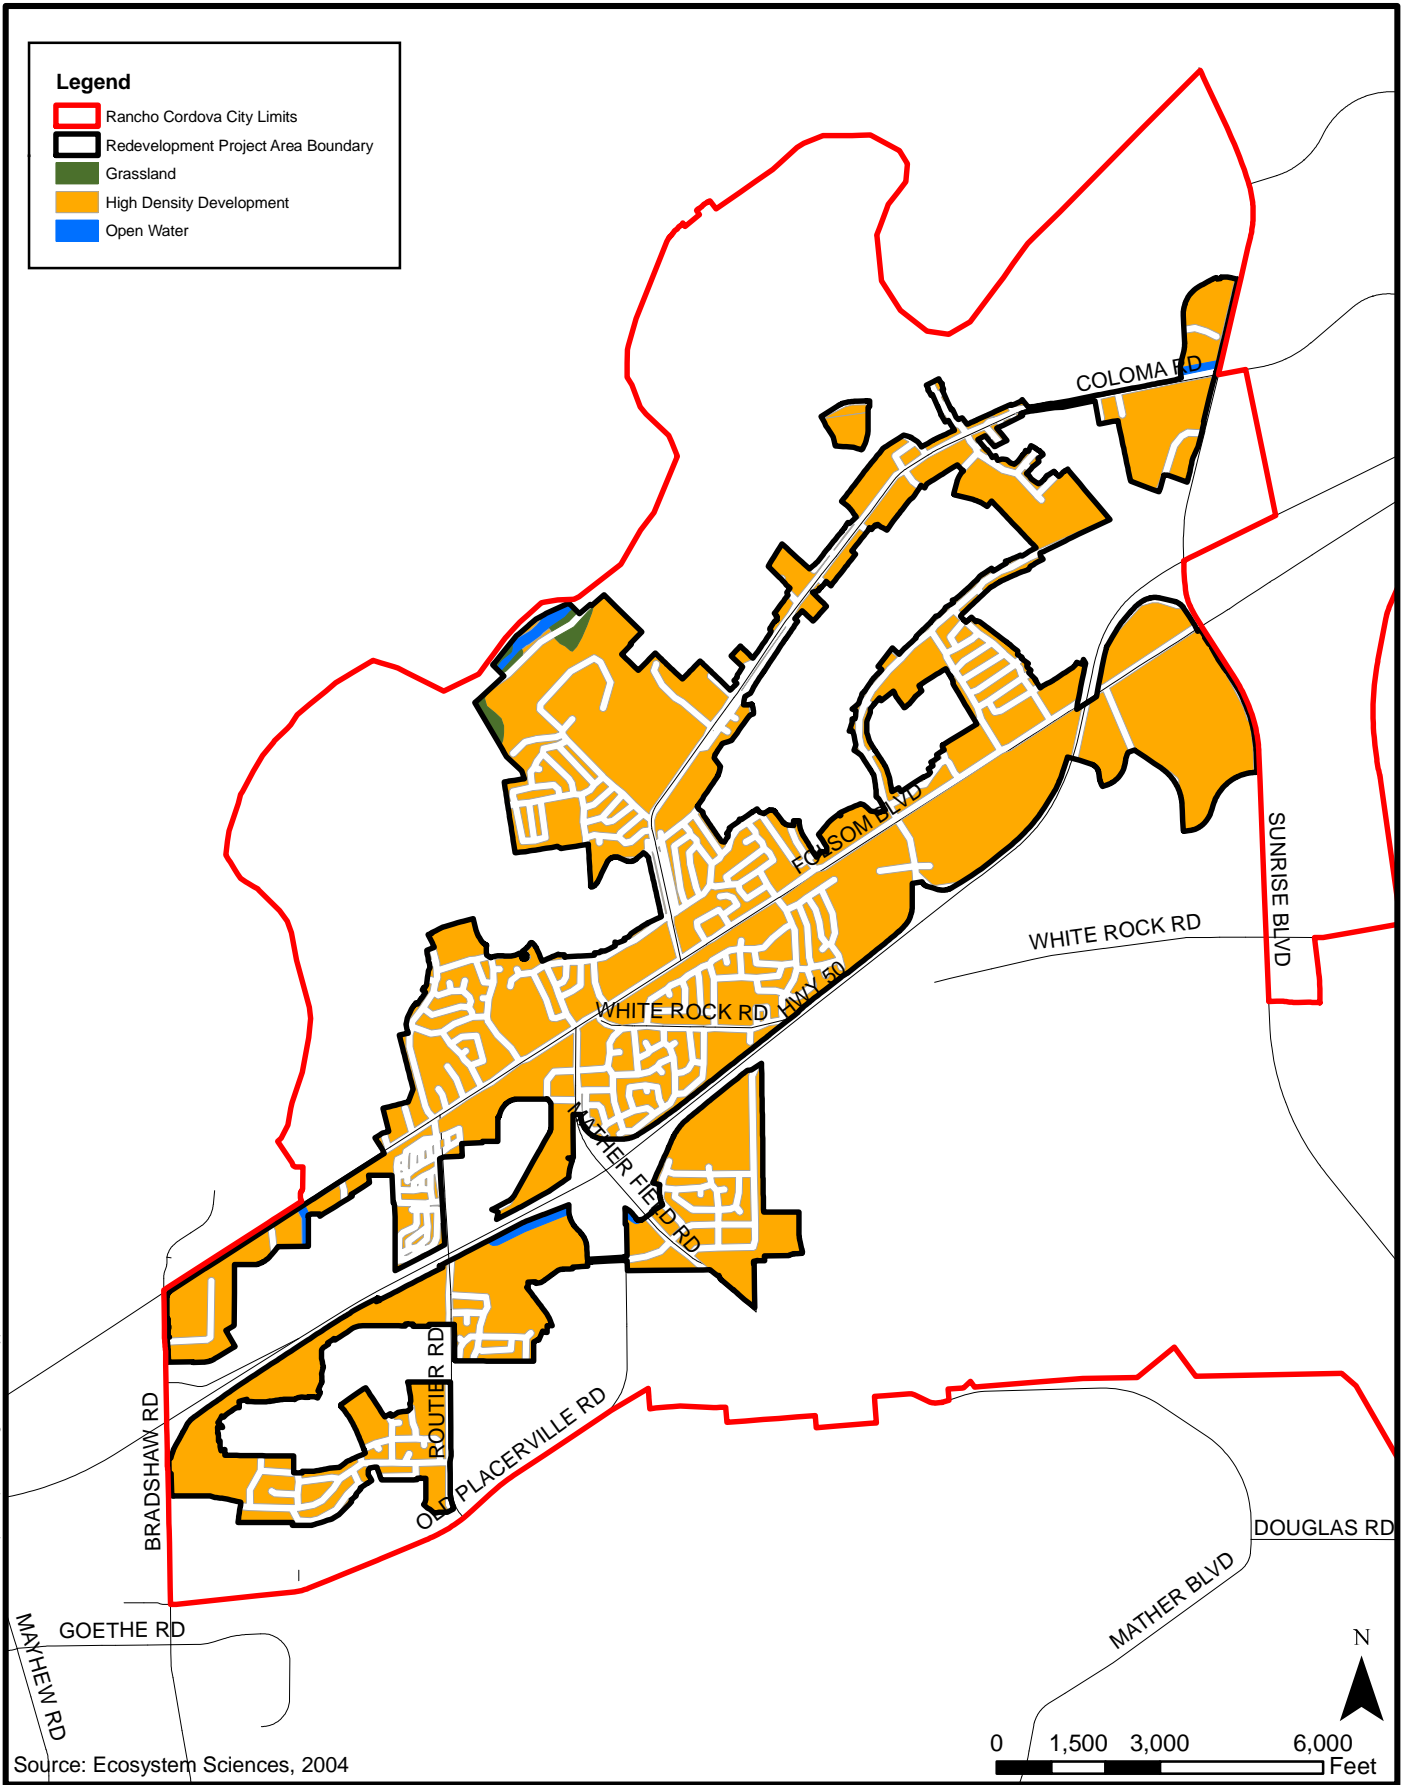 Legend
Rancho Cordova City Limits
Redevelopment Project Area Boundary
Grassland
High Density Development
Open Water
COLOMA RD
FOLSOM BLVD
SUNRISE BLVD
WHITE ROCK RD
HWY 50
WHITE ROCK RD
MATHER FIELD RD
ROUTIER RD
BRADSHAW RD
OLD PLACERVILLE RD
DOUGLAS RD
MATHER BLVD
GOETHE RD
MAYHEW RD
N
0 1,500 3,000 6,000
Feet
Source: Ecosystem Sciences, 2004